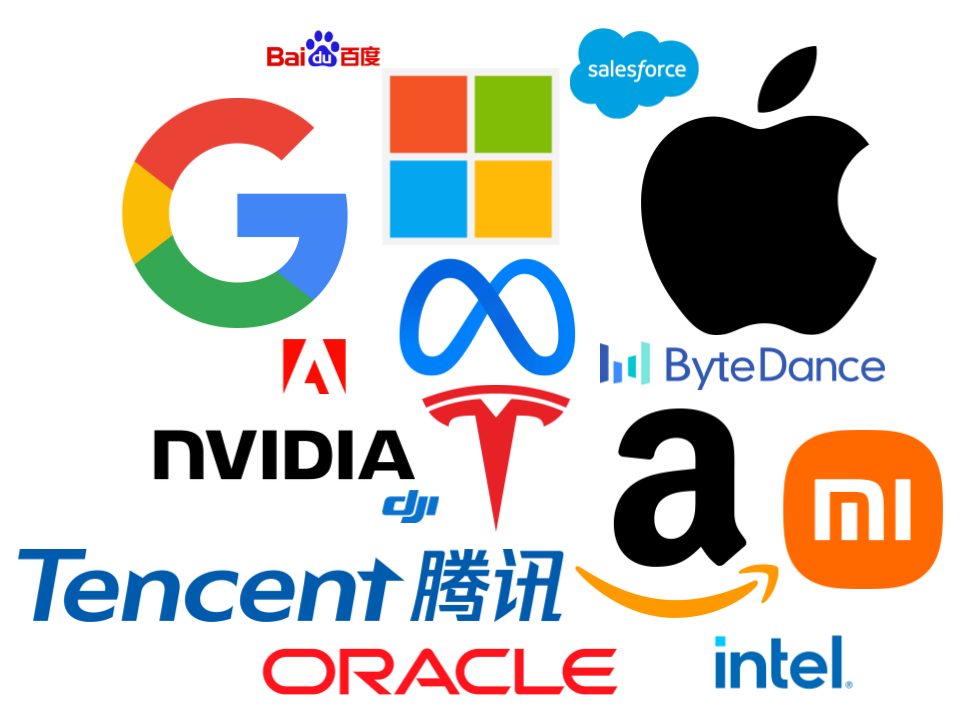 Baidu百度
salesforce
G
ByteDance
NVIDIA
dji
a
mi
Tencent腾讯
ORACLE
intel®